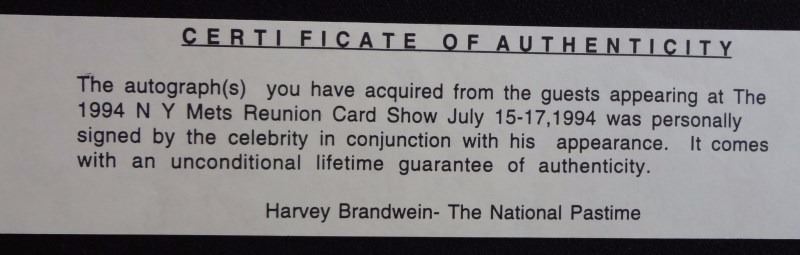 CERTIFICATE OF AUTHENTICITY
The autograph(s) you have acquired from the guests appearing at The
1994 N Y Mets Reunion Card Show July 15-17,1994 was personally
signed by the celebrity in conjunction with his appearance. It comes
with an unconditional lifetime guarantee of authenticity.
Harvey Brandwein- The National Pastime